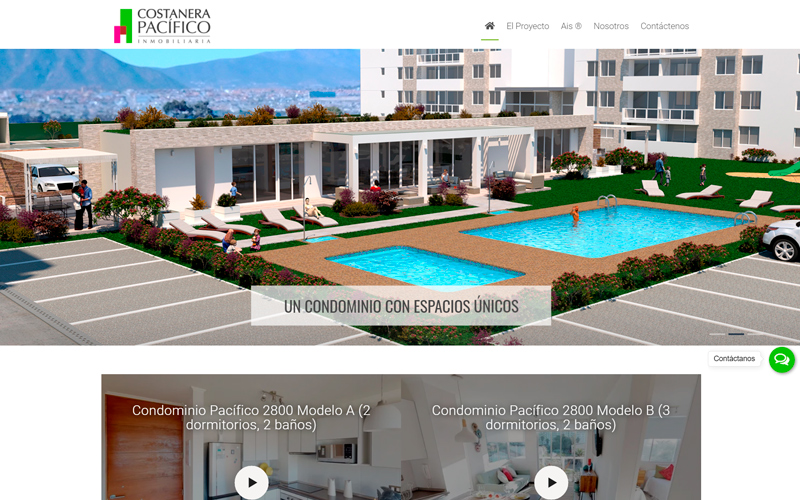 COSTANERA
PACÍFICO
INMOBILIARIA
El Proyecto
Ais ®
Nosotros
Contáctenos
UN CONDOMINIO CON ESPACIOS ÚNICOS
Contáctanos
Condominio Pacífico 2800 Modelo A (2
dormitorios, 2 baños)
Condominio Pacífico 2800 Modelo B (3
dormitorios, 2 baños)